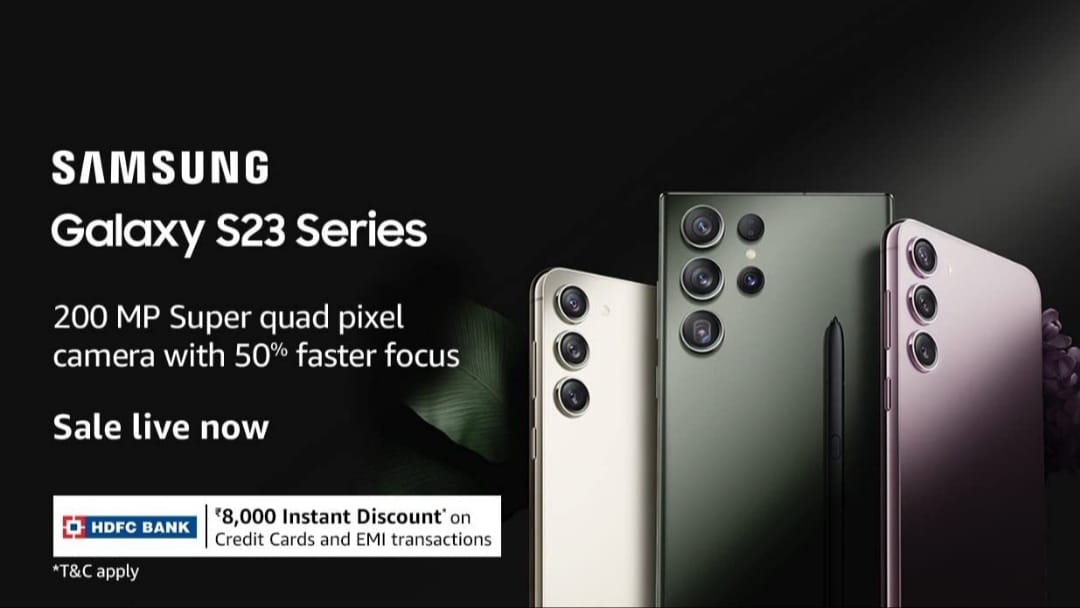 SAMSUNG
Galaxy S23 Series
200 MP Super quad pixel
camera with 50% faster focus
Sale live now
HDFC BANK
₹8,000 Instant Discount* on
Credit Cards and EMI transactions
*T&C apply